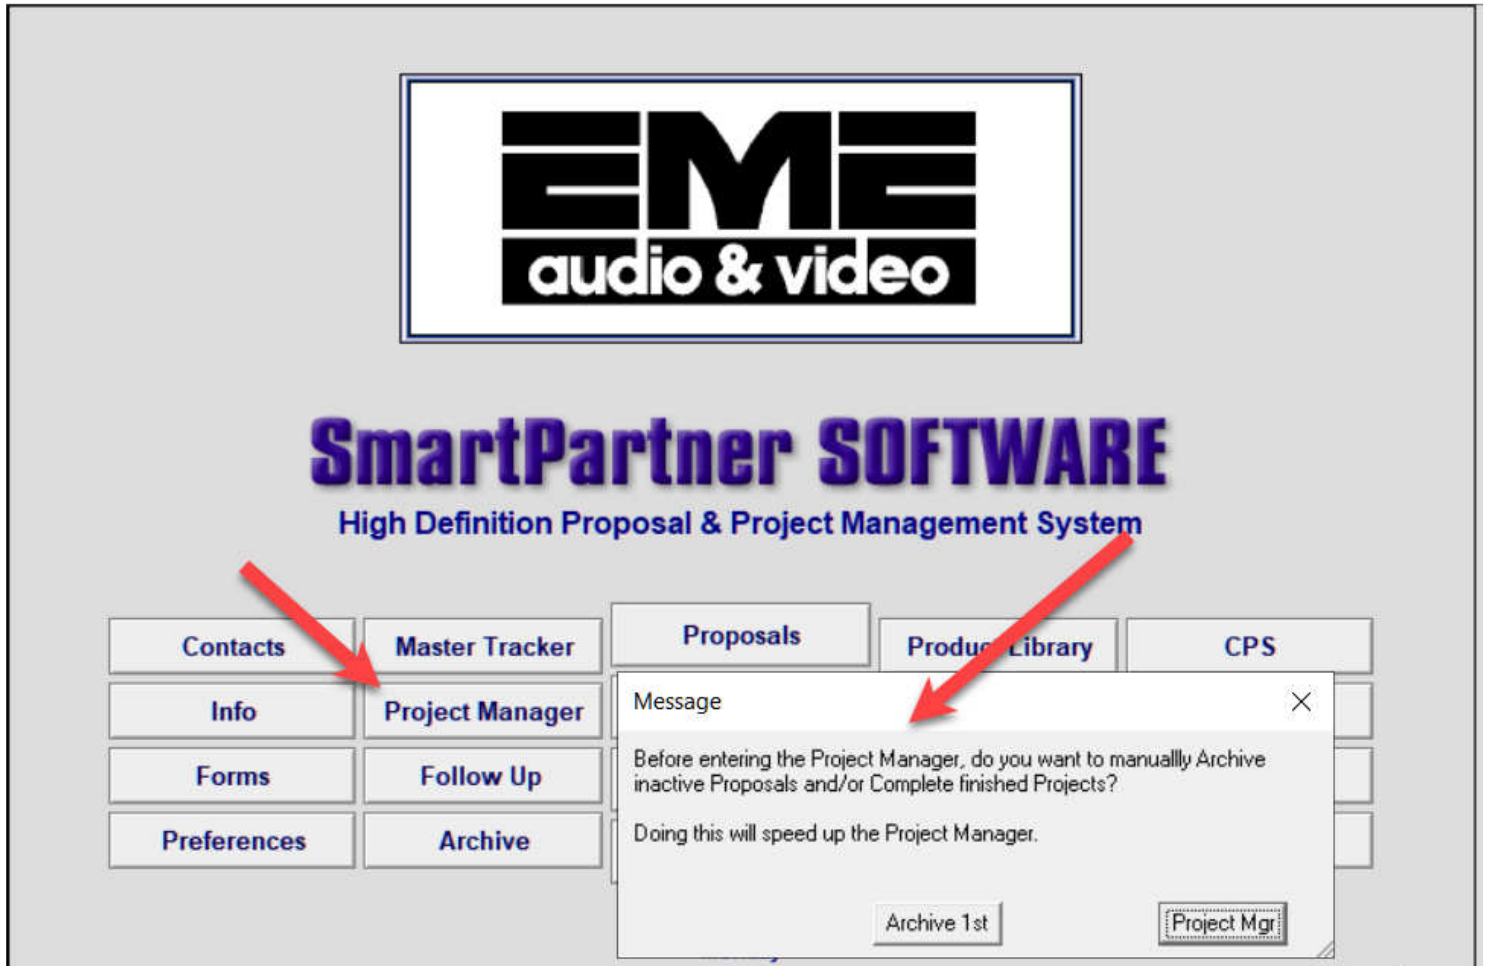 EME
audio & video
SmartPartner SOFTWARE
High Definition Proposal & Project Management System
Contacts
Master Tracker
Proposals
Product Library
CPS
Info
Project Manager
Message
Before entering the Project Manager, do you want to manuallly Archive
inactive Proposals and/or Complete finished Projects?
Forms
Follow Up
Doing this will speed up the Project Manager.
Preferences
Archive
Archive 1st
Project Mgr